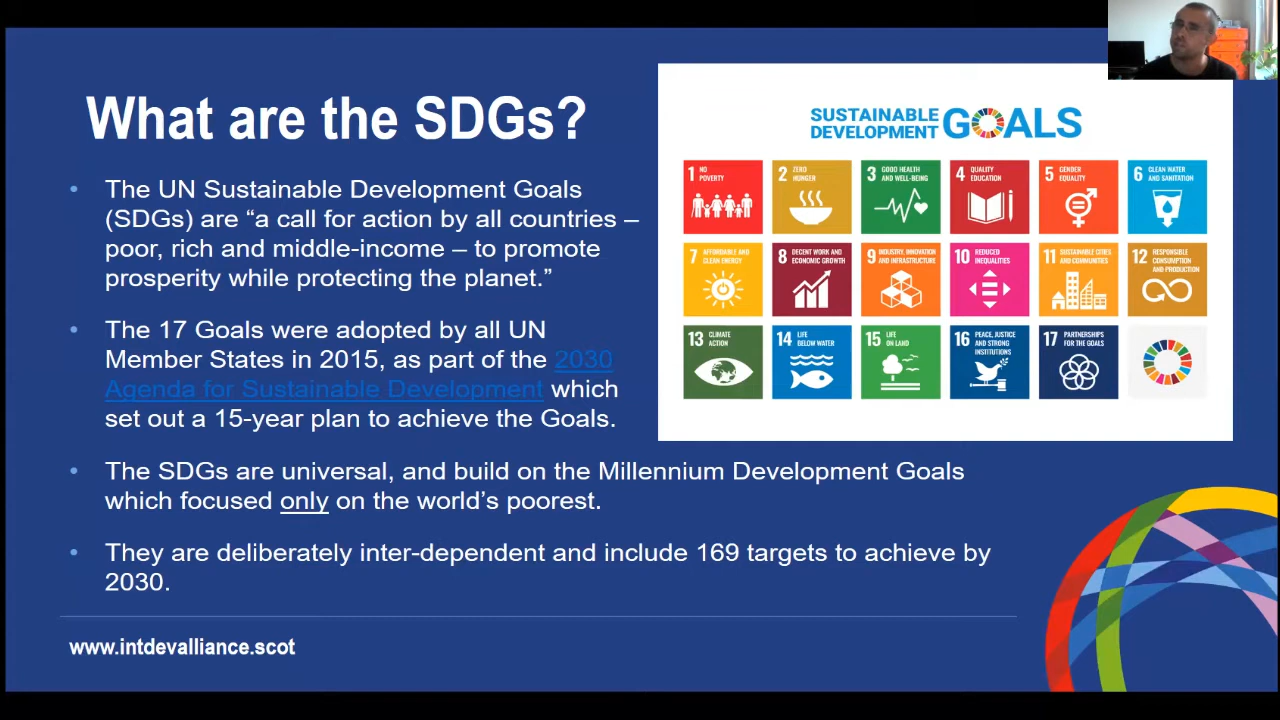 What are the SDGs?
• The UN Sustainable Development Goals
(SDGs) are “a call for action by all countries –
poor, rich and middle-income – to promote
prosperity while protecting the planet.”
• The 17 Goals were adopted by all UN
Member States in 2015, as part of the 2030
Agenda for Sustainable Development which
set out a 15-year plan to achieve the Goals.
• The SDGs are universal, and build on the Millennium Development Goals
which focused only on the world’s poorest.
• They are deliberately inter-dependent and include 169 targets to achieve by
2030.
www.intdevalliance.scot
SUSTAINABLE
DEVELOPMENT GOALS
1 NO
POVERTY
2 ZERO
HUNGER
3 GOOD HEALTH
AND WELL-BEING
4 QUALITY
EDUCATION
5 GENDER
EQUALITY
6 CLEAN WATER
AND SANITATION
7 AFFORDABLE AND
CLEAN ENERGY
8 DECENT WORK AND
ECONOMIC GROWTH
9 INDUSTRY, INNOVATION
AND INFRASTRUCTURE
10 REDUCED
INEQUALITIES
11 SUSTAINABLE CITIES
AND COMMUNITIES
12 RESPONSIBLE
CONSUMPTION
AND PRODUCTION
13 CLIMATE
ACTION
14 LIFE
BELOW WATER
15 LIFE
ON LAND
16 PEACE, JUSTICE
AND STRONG
INSTITUTIONS
17 PARTNERSHIPS
FOR THE GOALS